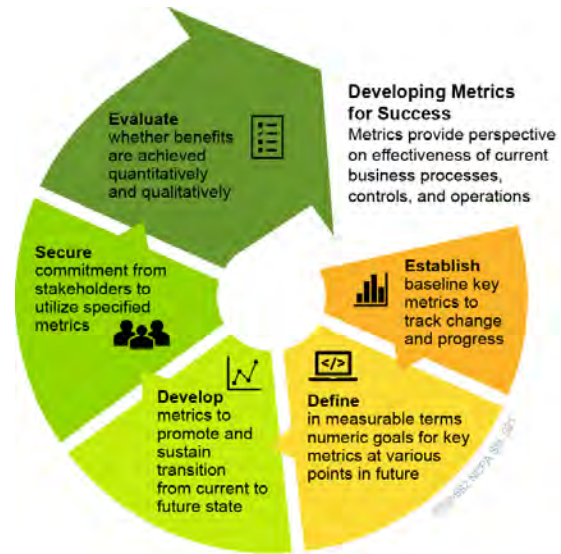 Developing Metrics
for Success
Metrics provide perspective
on effectiveness of current
business processes,
controls, and operations
Establish
baseline key
metrics to
track change
and progress
</>
Define
in measurable terms
numeric goals for key
metrics at various
points in future
Develop
metrics to
promote and
sustain
transition
from current to
future state
Secure
commitment from
stakeholders to
utilize specified
metrics
Evaluate
whether benefits
are achieved
quantitatively
and qualitatively